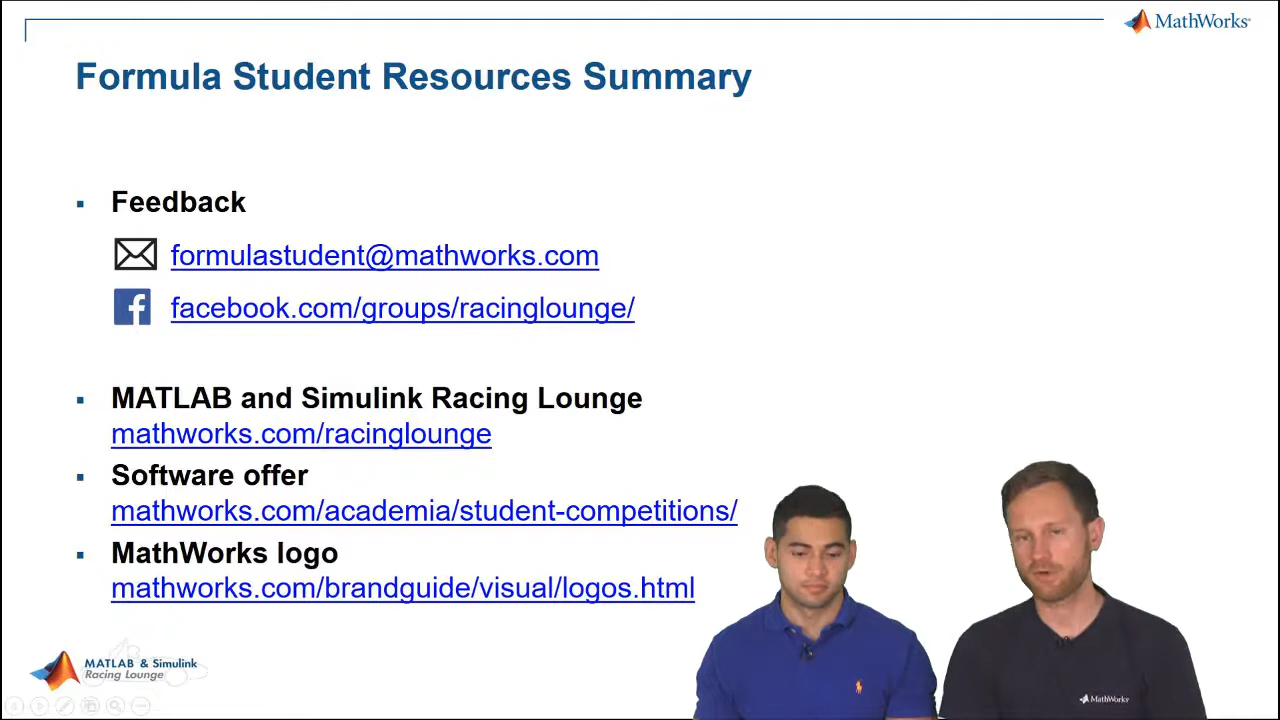 MathWorks®
Formula Student Resources Summary
Feedback
formulastudent@mathworks.com
facebook.com/groups/racinglounge/
MATLAB and Simulink Racing Lounge
mathworks.com/racinglounge
Software offer
mathworks.com/academia/student-competitions/
MathWorks logo
mathworks.com/brandguide/visual/logos.html
MATLAB & Simulink
Racing Lounge
MathWorks